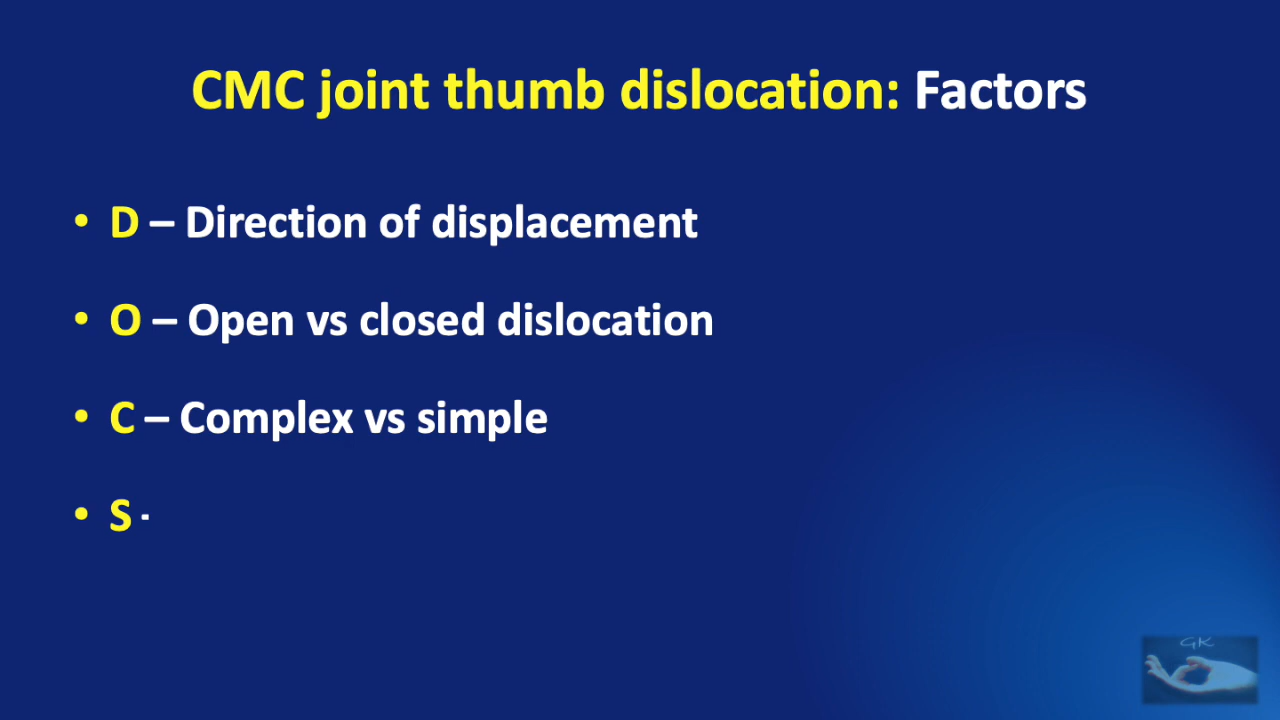 CMC joint thumb dislocation: Factors
• D – Direction of displacement
• O – Open vs closed dislocation
• C – Complex vs simple
• S -
GK